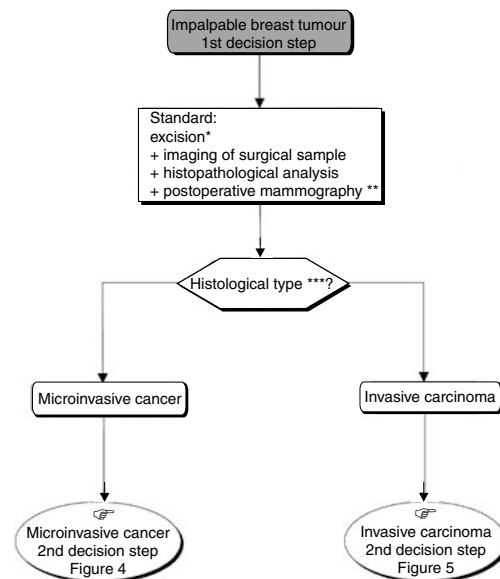 Impalpable breast tumour
1st decision step
Standard:
excision*
+ imaging of surgical sample
+ histopathological analysis
+ postoperative mammography **
Histological type ***?
Microinvasive cancer
Invasive carcinoma
☞
Microinvasive cancer
2nd decision step
Figure 4
☞
Invasive carcinoma
2nd decision step
Figure 5